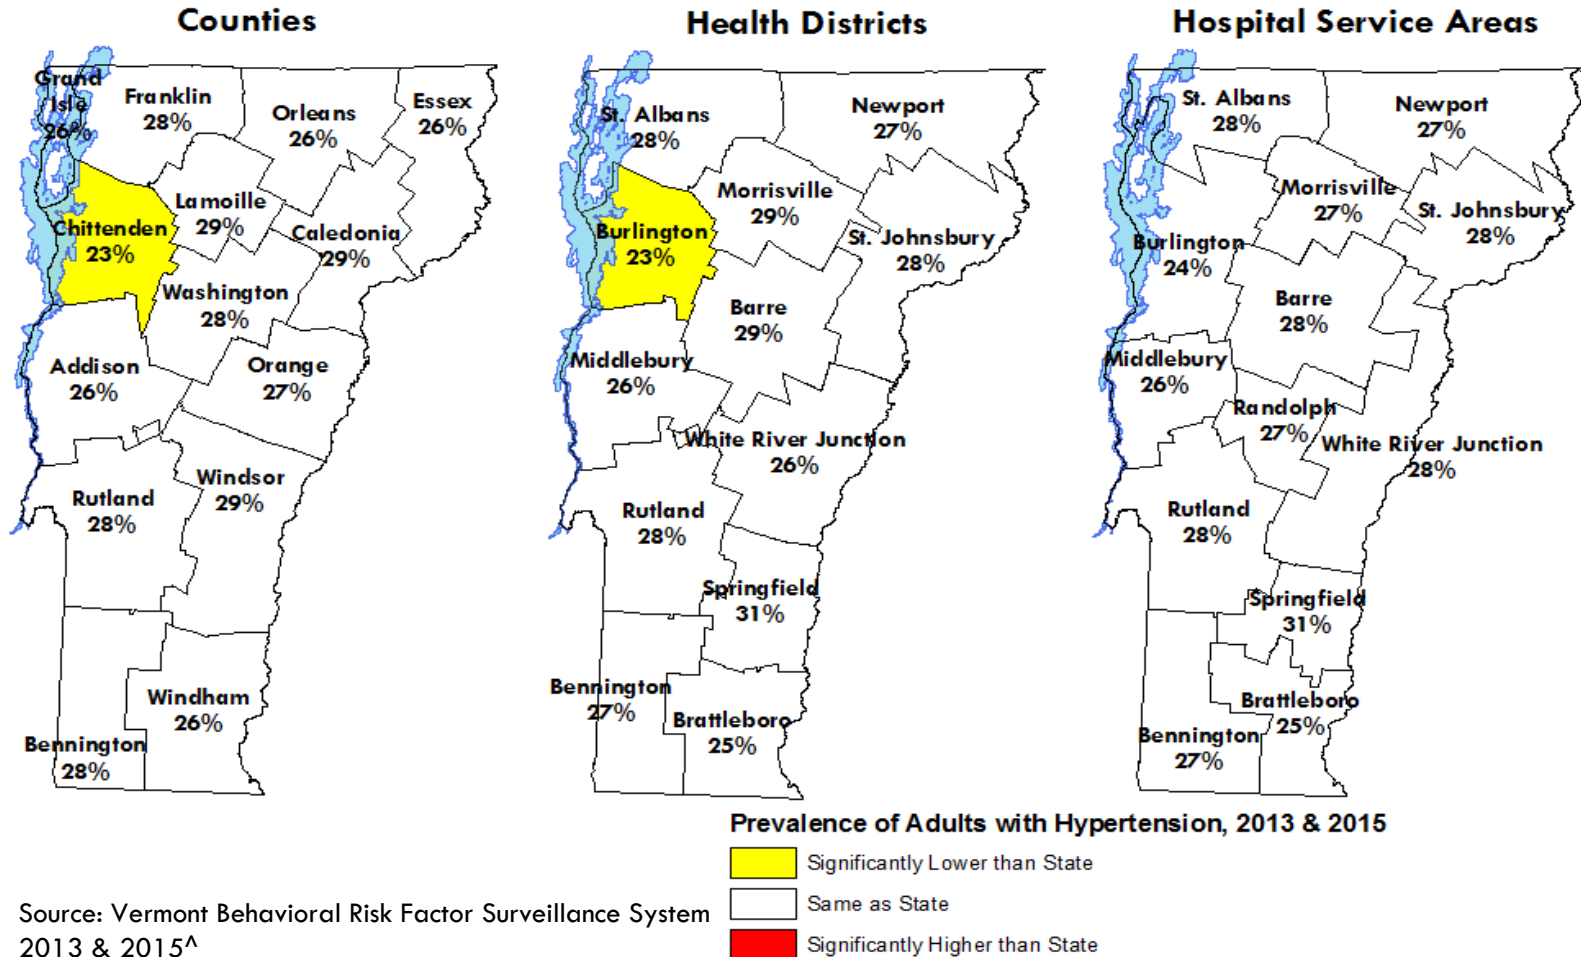 Counties
Grand
Isle
26%
Franklin
28%
Orleans
26%
Essex
26%
Lamoille
29%
Chittenden
23%
Caledonia
29%
Washington
28%
Addison
26%
Orange
27%
Windsor
29%
Rutland
28%
Windham
26%
Bennington
28%
Health Districts
St. Albans
28%
Newport
27%
Morrisville
29%
Burlington
23%
St. Johnsbury
28%
Barre
29%
Middlebury
26%
White River Junction
26%
Rutland
28%
Springfield
31%
Bennington
27%
Brattleboro
25%
Hospital Service Areas
St. Albans
28%
Newport
27%
Morrisville
27%
St. Johnsbury
28%
Burlington
24%
Barre
28%
Middlebury
26%
Randolph
27%
White River Junction
28%
Rutland
28%
Springfield
31%
Brattleboro
25%
Bennington
27%
Prevalence of Adults with Hypertension, 2013 & 2015
Significantly Lower than State
Same as State
Significantly Higher than State
Source: Vermont Behavioral Risk Factor Surveillance System
2013 & 2015^